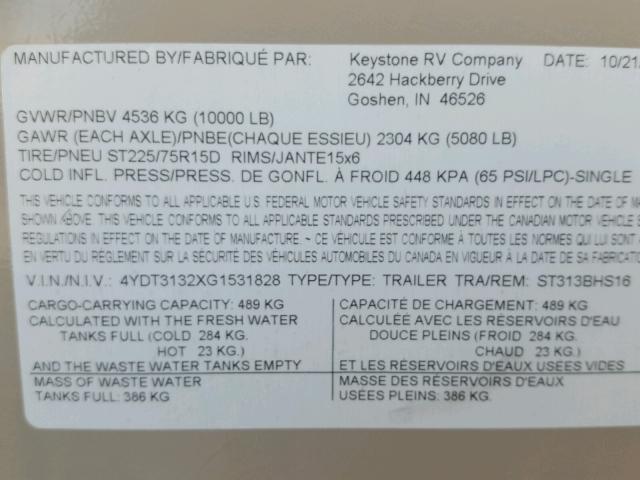 MANUFACTURED BY/FABRIQUÉ PAR: Keystone RV Company DATE: 10/21/
2642 Hackberry Drive
Goshen, IN 46526
GVWR/PNBV 4536 KG (10000 LB)
GAWR (EACH AXLE)/PNBE(CHAQUE ESSIEU) 2304 KG (5080 LB)
TIRE/PNEU ST225/75R15D RIMS/JANTE15x6
COLD INFL. PRESS/PRESS. DE GONFL. À FROID 448 KPA (65 PSI/LPC)-SINGLE
THIS VEHICLE CONFORMS TO ALL APPLICABLE U.S. FEDERAL MOTOR VEHICLE SAFETY STANDARDS IN EFFECT ON THE DATE OF MA
SHOWN ABOVE. THIS VEHICLE CONFORMS TO ALL APPLICABLE STANDARDS PRESCRIBED UNDER THE CANADIAN MOTOR VEHICLE S
REGULATIONS IN EFFECT ON THE DATE OF MANUFACTURE. ~ CE VÉHICULE EST CONFORME À TOUTES LES NORMES QUI LUI SONT
EN VERTU DU RÈGLEMENT SUR LA SÉCURITÉ DES VÉHICULES AUTOMOBILES DU CANADA EN VIGUEUR À LA DATE DE SA FABRICAT
V.I.N./N.I.V.: 4YDT3132XG1531828 TYPE/TYPE: TRAILER TRA/REM: ST313BHS16
CARGO-CARRYING CAPACITY: 489 KG
CALCULATED WITH THE FRESH WATER
TANKS FULL (COLD 284 KG.
HOT 23 KG.)
AND THE WASTE WATER TANKS EMPTY
MASS OF WASTE WATER
TANKS FULL: 386 KG
CAPACITÉ DE CHARGEMENT: 489 KG
CALCULÉE AVEC LES RÉSERVOIRS D'EAU
DOUCE PLEINS (FROID 284 KG.
CHAUD 23 KG.)
ET LES RÉSERVOIRS D'EAUX USÉES VIDES
MASSE DES RÉSERVOIRS D'EAUX
USÉES PLEINS: 386 KG.